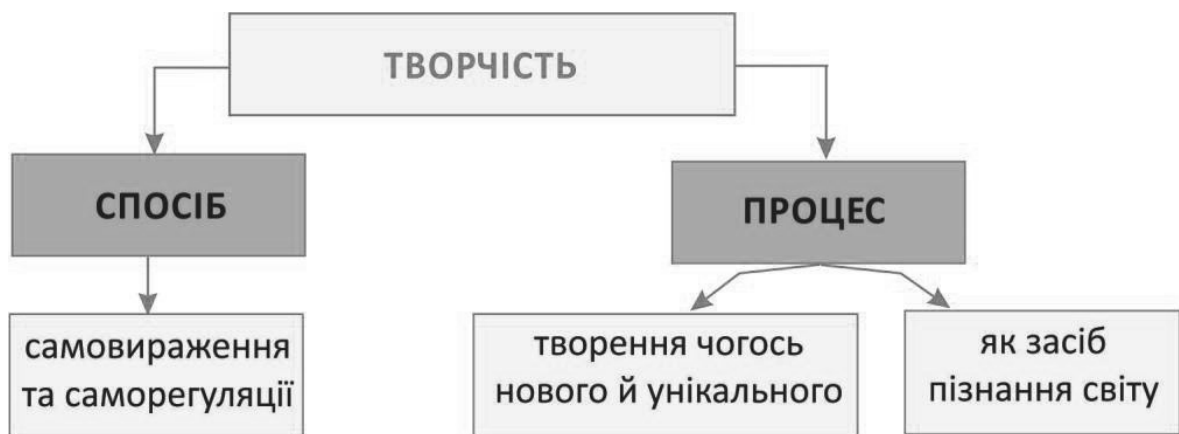 ТВОРЧІСТЬ
СПОСІБ
ПРОЦЕС
самовираження
та саморегуляції
творення чогось
нового й унікального
як засіб
пізнання світу